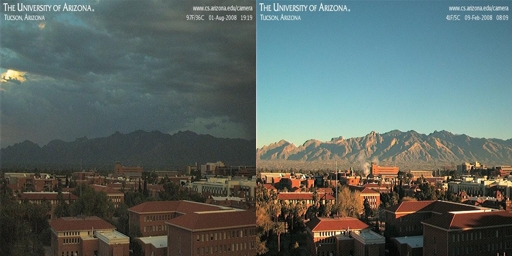 THE UNIVERSITY OF ARIZONA.
www.cs.arizona.edu/camera
TUCSON, ARIZONA
97F/36C 01-Aug-2008 19:19
THE UNIVERSITY OF ARIZONA.
www.cs.arizona.edu/camera
TUCSON, ARIZONA
41F/5C 09-Feb-2008 08:09